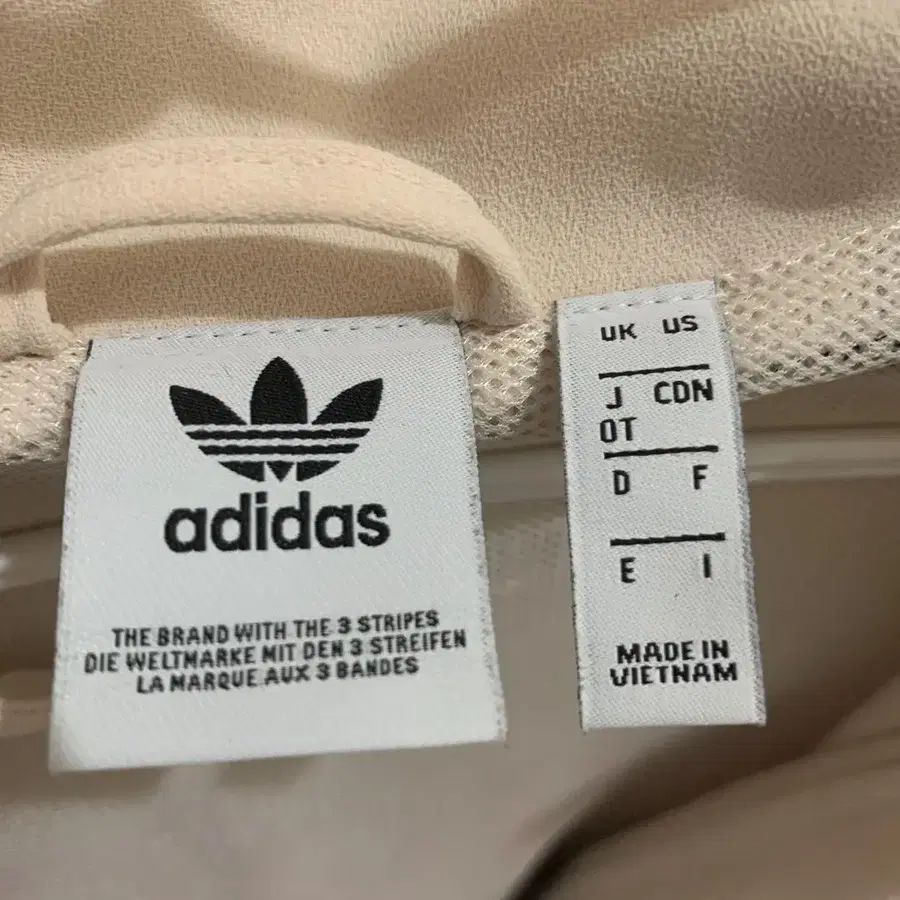 adidas
THE BRAND WITH THE 3 STRIPES
DIE WELTMARKE MIT DEN 3 STREIFEN
LA MARQUE AUX 3 BANDES
UK US
J CDN
OT
D F
E I
MADE IN
VIETNAM